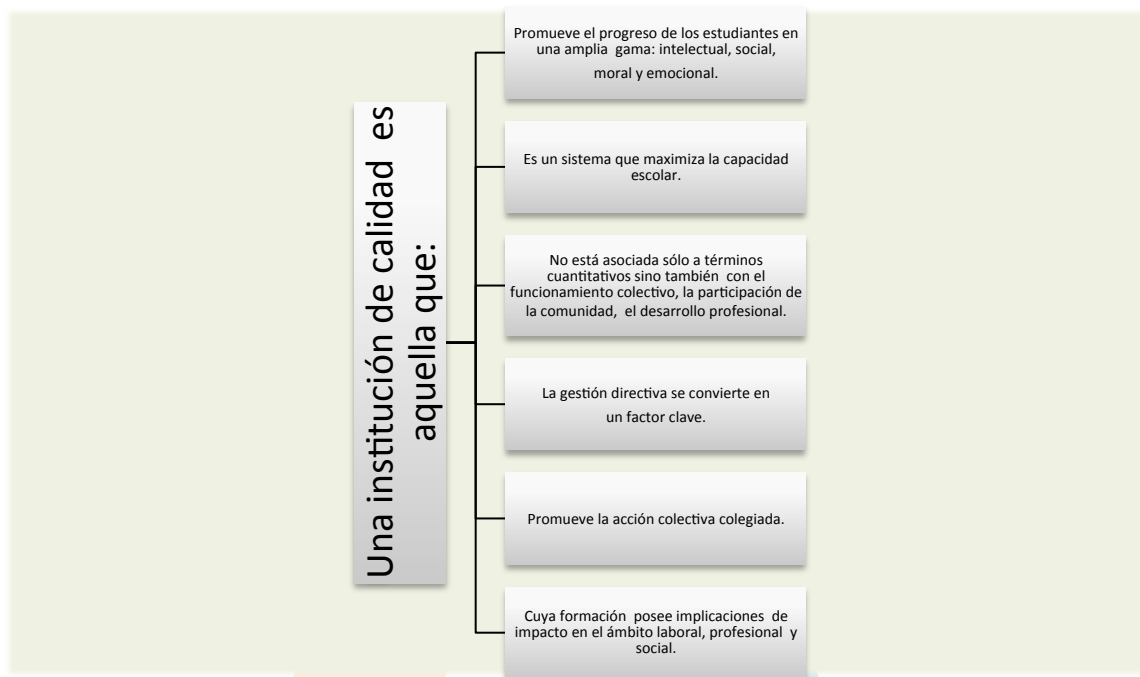 Una institución de calidad es
aquella que:
Promueve el progreso de los estudiantes en
una amplia gama: intelectual, social,
moral y emocional.
Es un sistema que maximiza la capacidad
escolar.
No está asociada sólo a términos
cuantitativos sino también con el
funcionamiento colectivo, la participación de
la comunidad, el desarrollo profesional.
La gestión directiva se convierte en
un factor clave.
Promueve la acción colectiva colegiada.
Cuya formación posee implicaciones de
impacto en el ámbito laboral, profesional y
social.